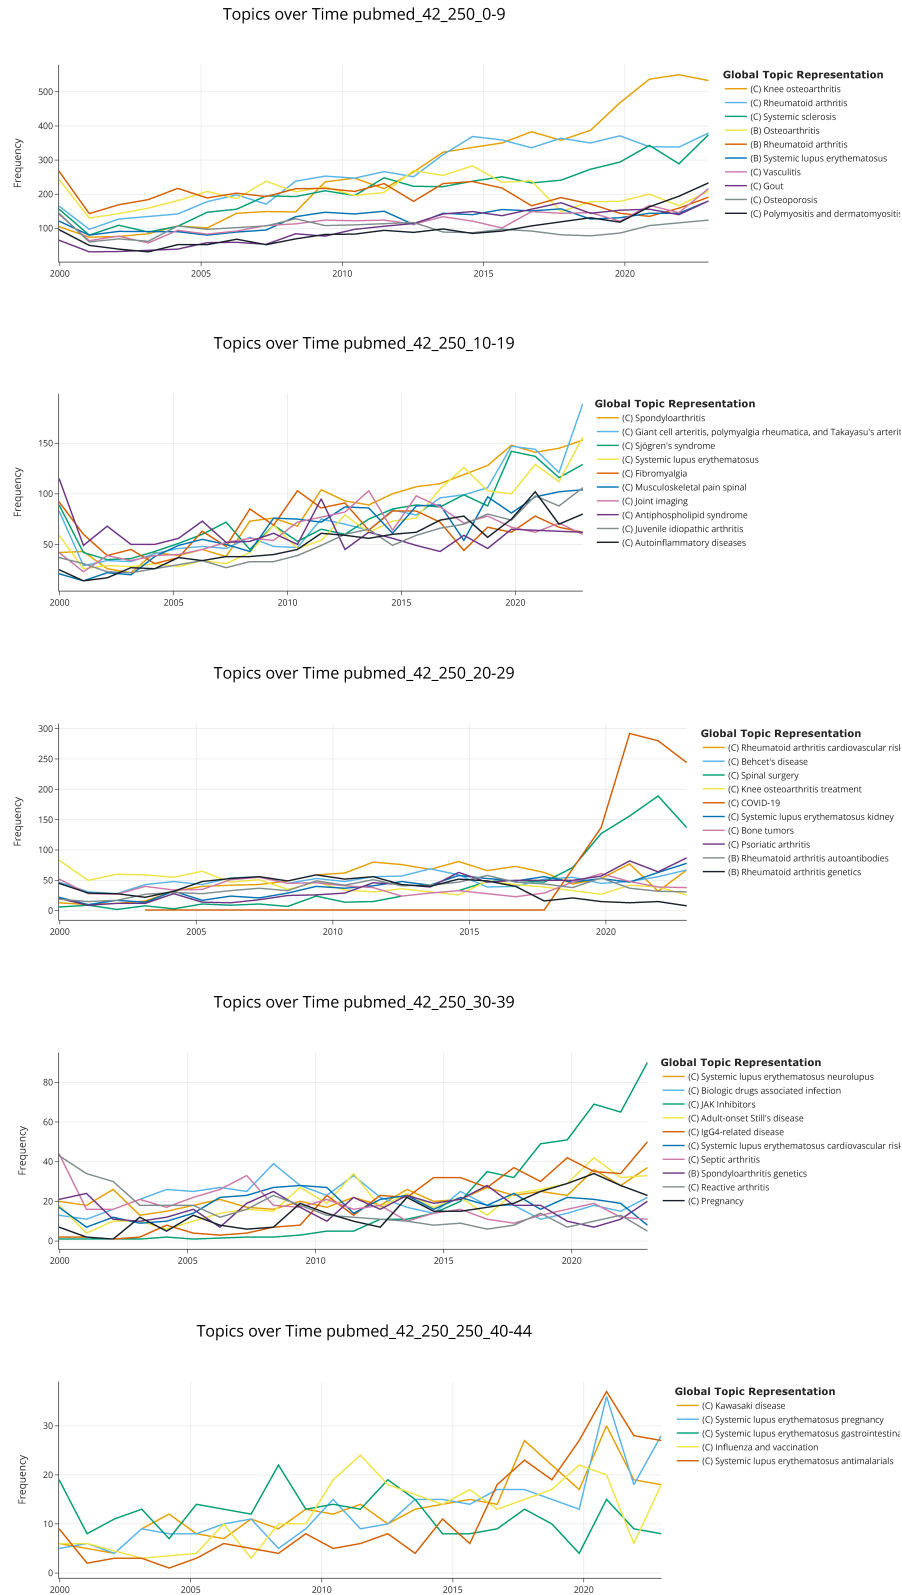 Topics over Time pubmed_42_250_0-9
Global Topic Representation
(C) Knee osteoarthritis
(C) Rheumatoid arthritis
(C) Systemic sclerosis
(B) Osteoarthritis
(B) Rheumatoid arthritis
(B) Systemic lupus erythematosus
(C) Vasculitis
(C) Gout
(C) Osteoporosis
(C) Polymyositis and dermatomyositis
Frequency
500
400
300
200
100
2000 2005 2010 2015 2020
Topics over Time pubmed_42_250_10-19
Global Topic Representation
(C) Spondyloarthritis
(C) Giant cell arteritis, polymyalgia rheumatica, and Takayasu's arteri
(C) Sjögren's syndrome
(C) Systemic lupus erythematosus
(C) Fibromyalgia
(C) Musculoskeletal pain spinal
(C) Joint imaging
(C) Antiphospholipid syndrome
(C) Juvenile idiopathic arthritis
(C) Autoinflammatory diseases
Frequency
150
100
50
2000 2005 2010 2015 2020
Topics over Time pubmed_42_250_20-29
Global Topic Representation
(C) Rheumatoid arthritis cardiovascular risk
(C) Behcet's disease
(C) Spinal surgery
(C) Knee osteoarthritis treatment
(C) COVID-19
(C) Systemic lupus erythematosus kidney
(C) Bone tumors
(C) Psoriatic arthritis
(B) Rheumatoid arthritis autoantibodies
(B) Rheumatoid arthritis genetics
Frequency
300
250
200
150
100
50
0
2000 2005 2010 2015 2020
Topics over Time pubmed_42_250_30-39
Global Topic Representation
(C) Systemic lupus erythematosus neurolupus
(C) Biologic drugs associated infection
(C) JAK Inhibitors
(C) Adult-onset Still's disease
(C) IgG4-related disease
(C) Systemic lupus erythematosus cardiovascular risk
(C) Septic arthritis
(B) Spondyloarthritis genetics
(C) Reactive arthritis
(C) Pregnancy
Frequency
80
60
40
20
0
2000 2005 2010 2015 2020
Topics over Time pubmed_42_250_250_40-44
Global Topic Representation
(C) Kawasaki disease
(C) Systemic lupus erythematosus pregnancy
(C) Systemic lupus erythematosus gastrointestina
(C) Influenza and vaccination
(C) Systemic lupus erythematosus antimalarials
Frequency
30
20
10
0
2000 2005 2010 2015 2020